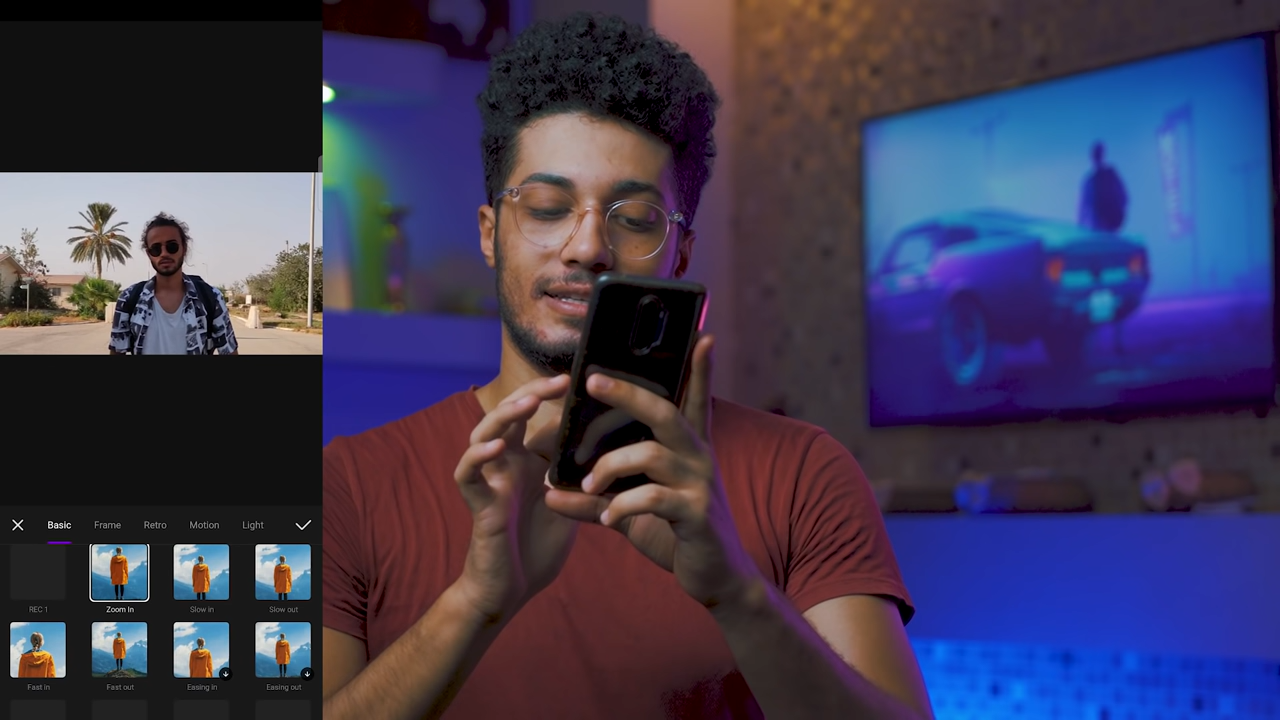 Basic Frame Retro Motion Light
REC 1 Zoom In Slow in Slow out
Fast in Fast out Easing in Easing out